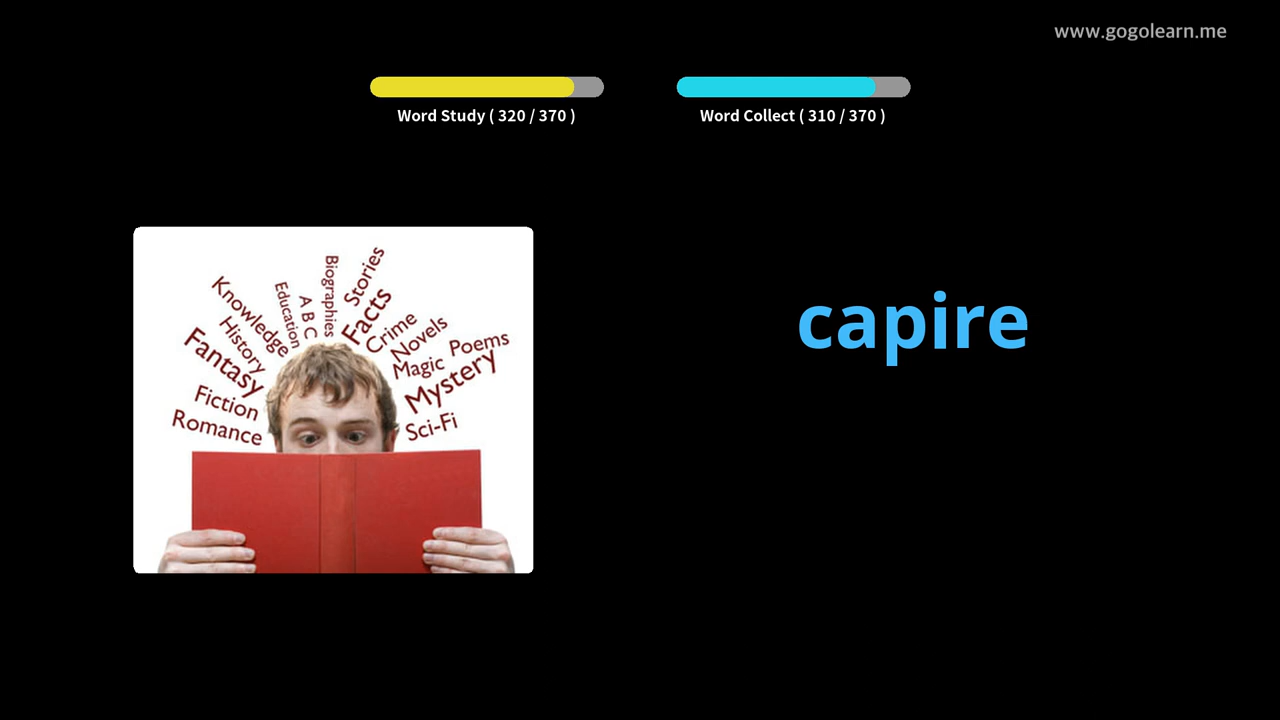 www.gogolearn.me
Word Study ( 320 / 370 )
Word Collect ( 310 / 370 )
capire
Knowledge
History
Fantasy
Fiction
Romance
Education
A B C
Biographies
Stories
Facts
Crime
Novels
Magic
Poems
Mystery
Sci-Fi